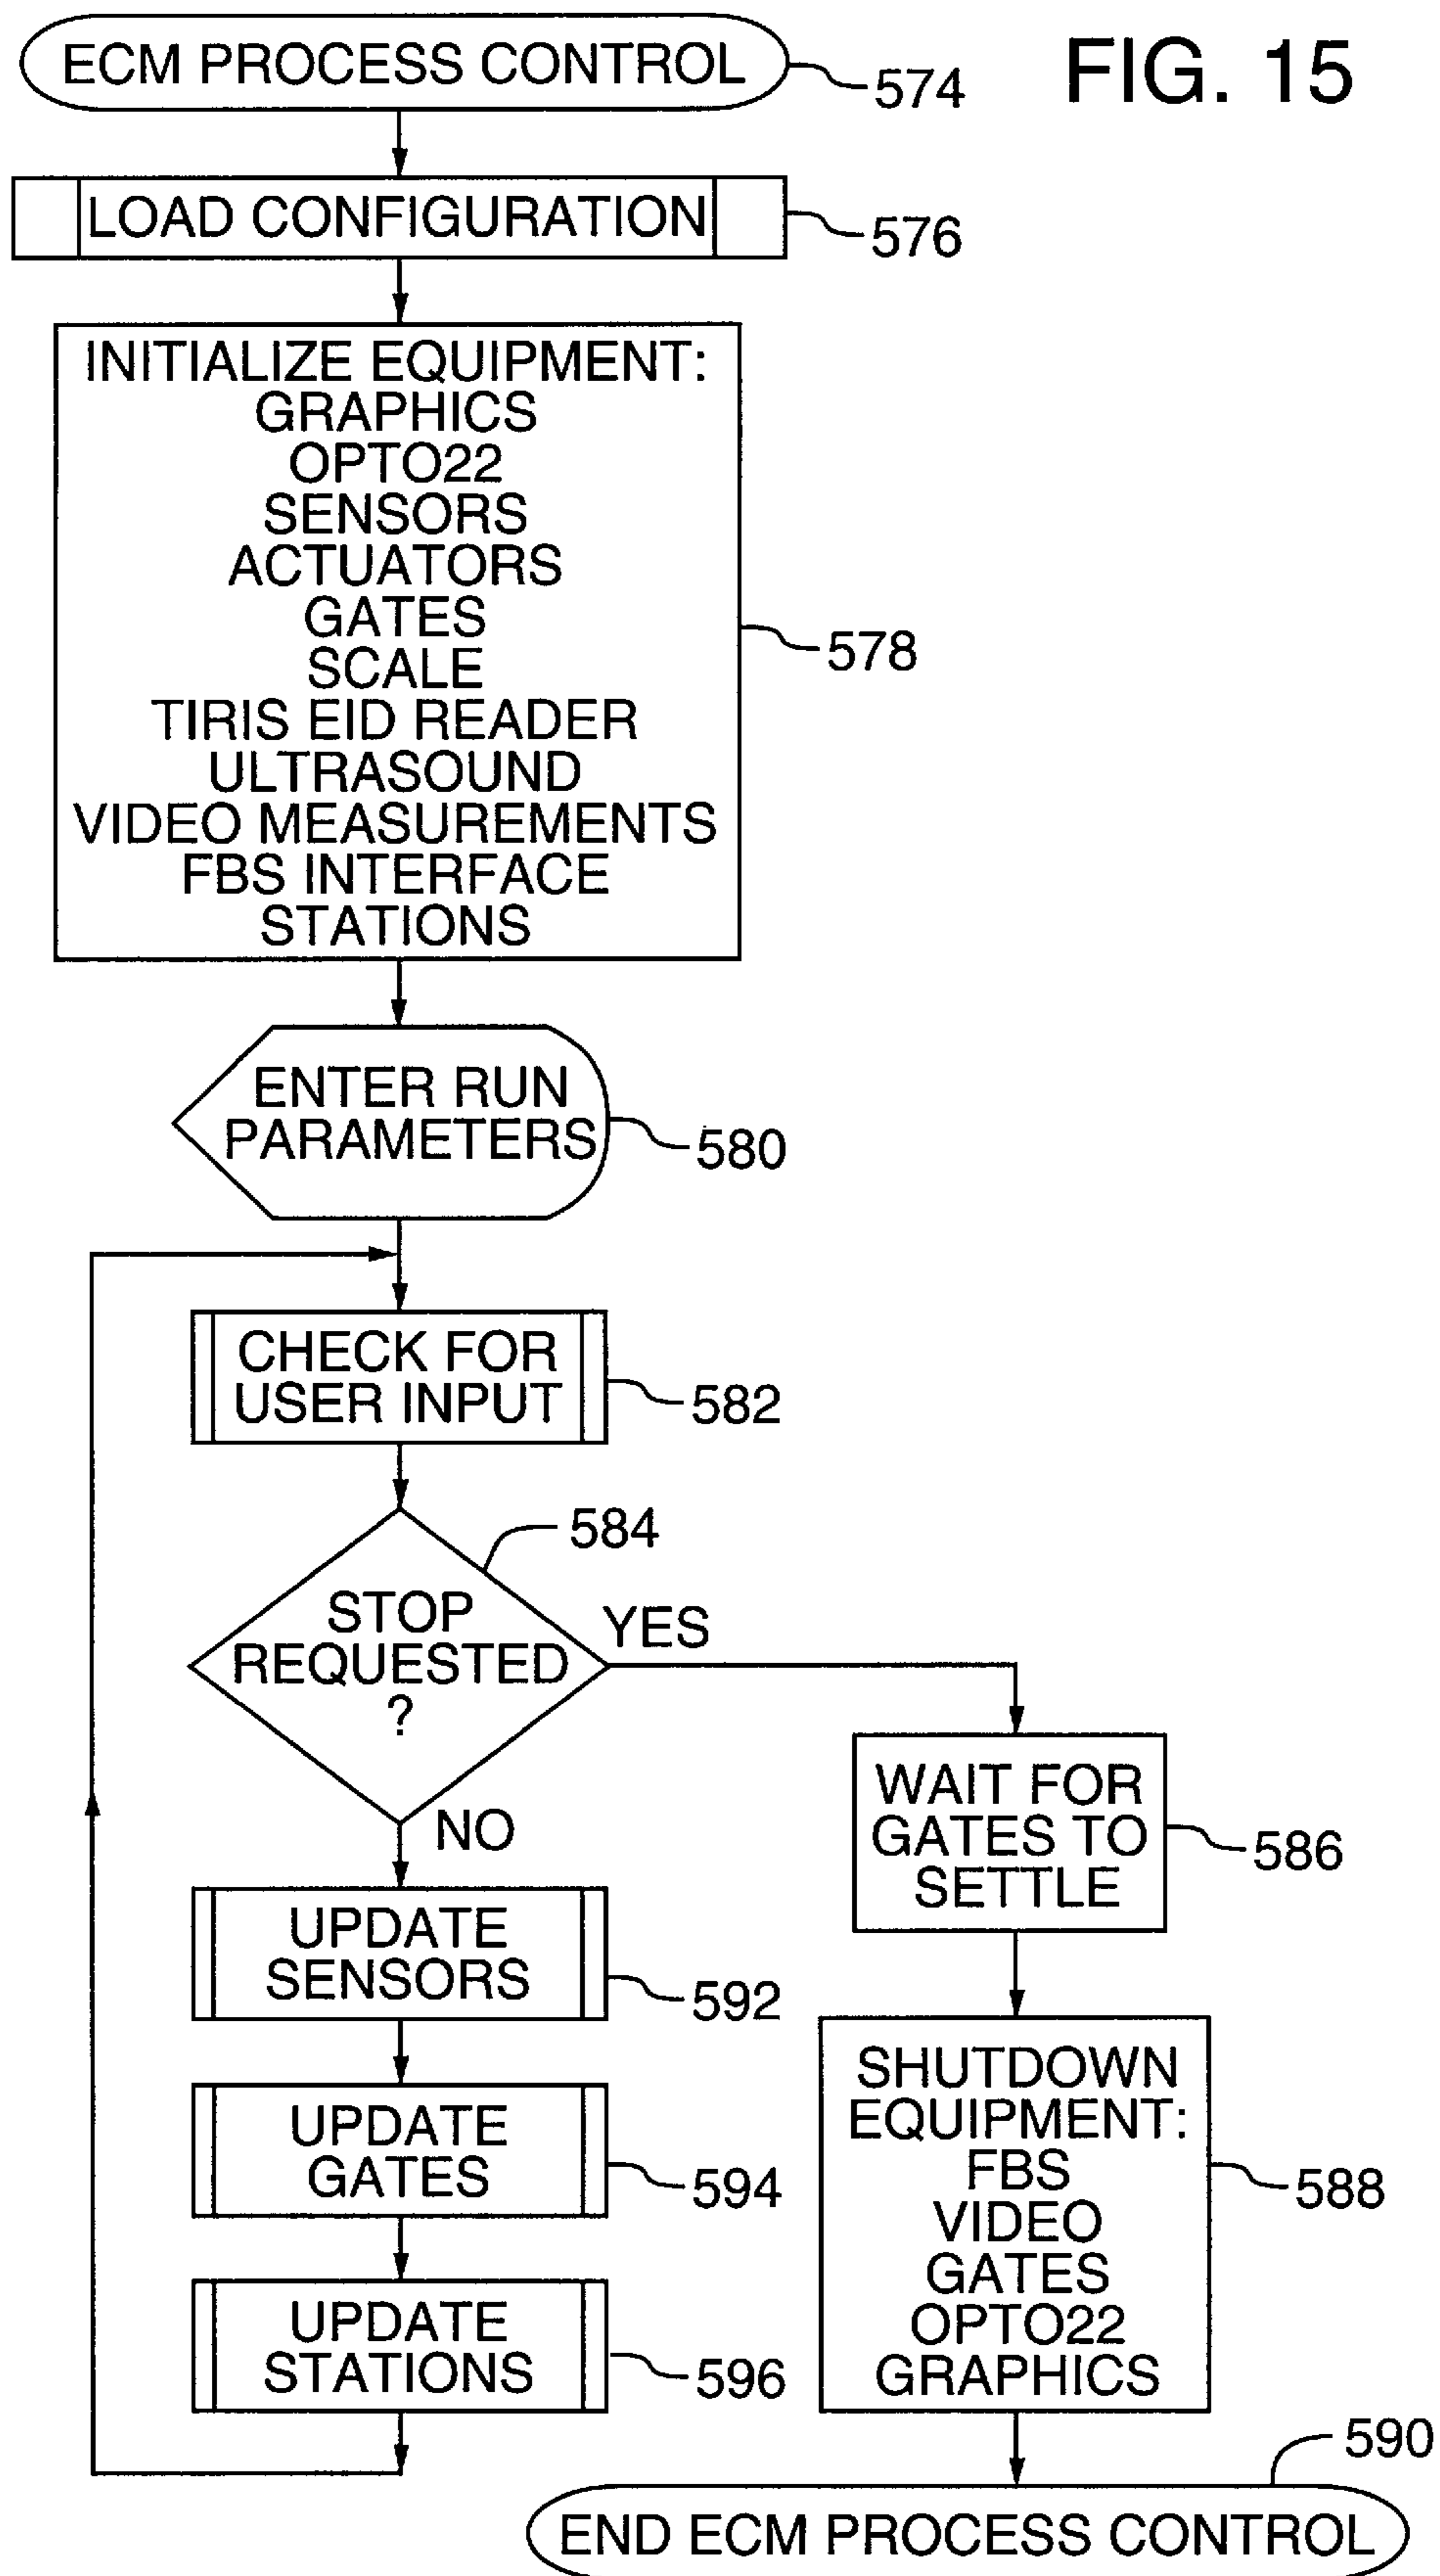 ECM PROCESS CONTROL
574
FIG. 15
LOAD CONFIGURATION
576
INITIALIZE EQUIPMENT:
GRAPHICS
OPTO22
SENSORS
ACTUATORS
GATES
SCALE
TIRIS EID READER
ULTRASOUND
VIDEO MEASUREMENTS
FBS INTERFACE
STATIONS
578
ENTER RUN
PARAMETERS
580
CHECK FOR
USER INPUT
582
584
STOP
REQUESTED
?
YES
NO
WAIT FOR
GATES TO
SETTLE
586
UPDATE
SENSORS
592
UPDATE
GATES
594
UPDATE
STATIONS
596
SHUTDOWN
EQUIPMENT:
FBS
VIDEO
GATES
OPTO22
GRAPHICS
588
590
END ECM PROCESS CONTROL